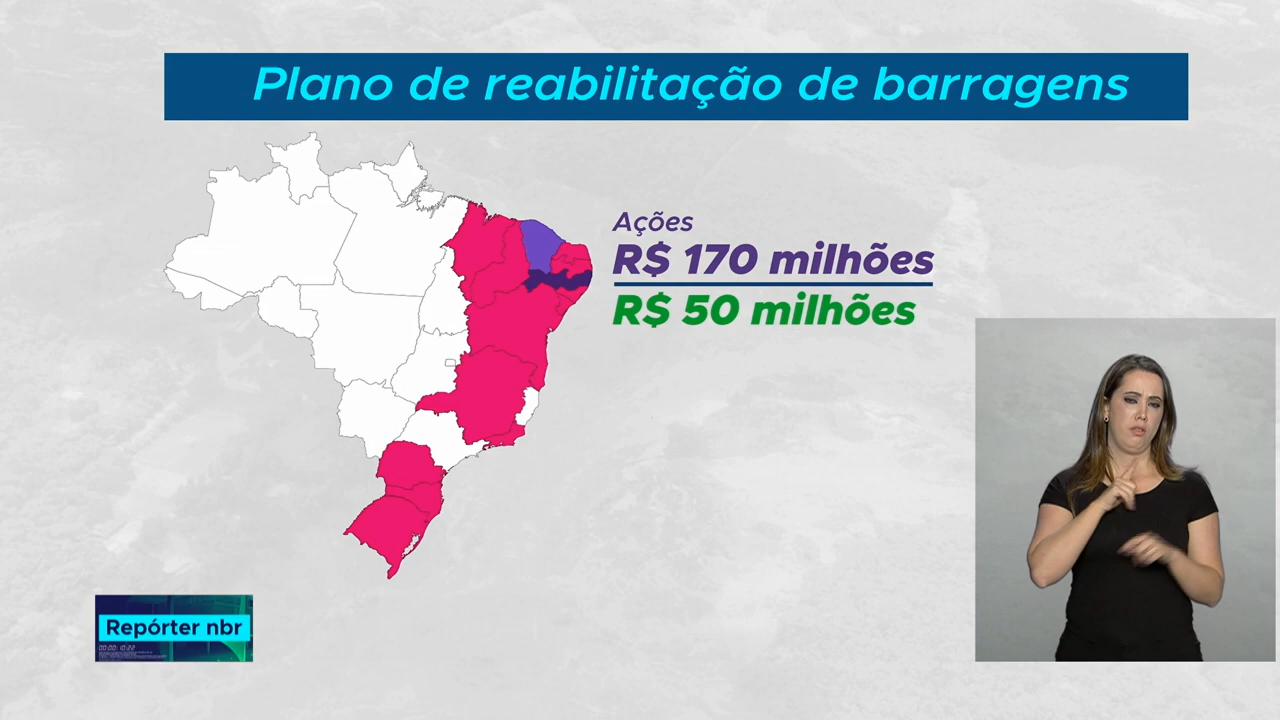 Plano de reabilitação de barragens
Ações
R$ 170 milhões
R$ 50 milhões
Repórter nbr